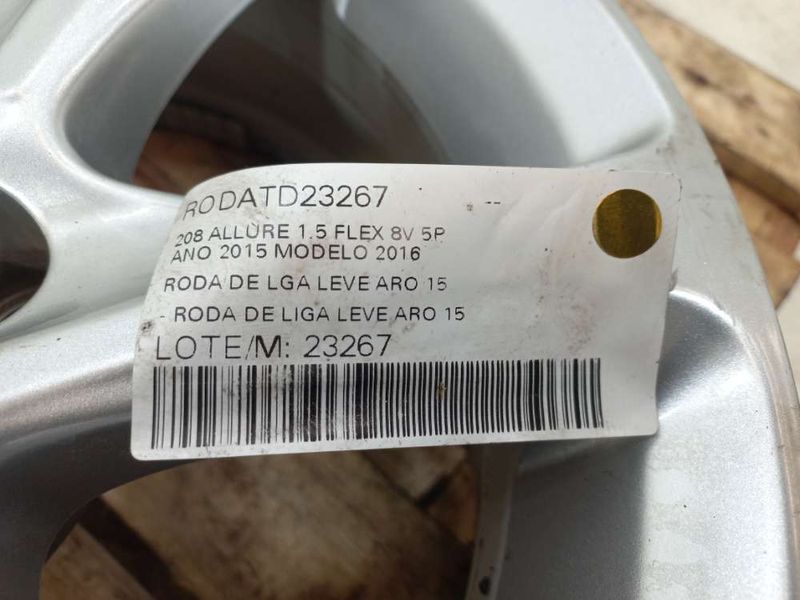 RODATD23267 --
208 ALLURE 1.5 FLEX 8V 5P
ANO 2015 MODELO 2016
RODA DE LGA LEVE ARO 15
- RODA DE LIGA LEVE ARO 15
LOTE/M: 23267